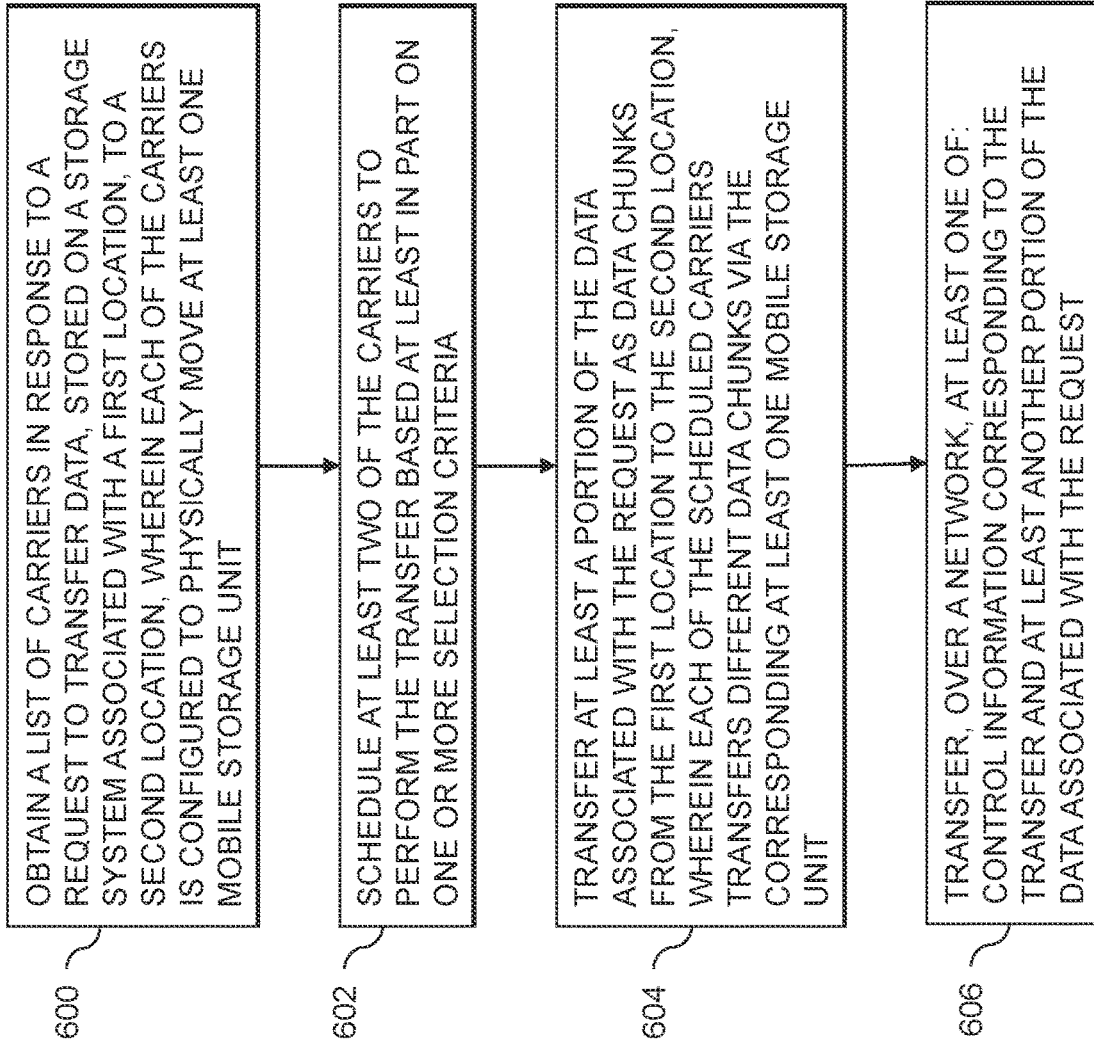 600
OBTAIN A LIST OF CARRIERS IN RESPONSE TO A
REQUEST TO TRANSFER DATA, STORED ON A STORAGE
SYSTEM ASSOCIATED WITH A FIRST LOCATION, TO A
SECOND LOCATION, WHEREIN EACH OF THE CARRIERS
IS CONFIGURED TO PHYSICALLY MOVE AT LEAST ONE
MOBILE STORAGE UNIT
602
SCHEDULE AT LEAST TWO OF THE CARRIERS TO
PERFORM THE TRANSFER BASED AT LEAST IN PART ON
ONE OR MORE SELECTION CRITERIA
604
TRANSFER AT LEAST A PORTION OF THE DATA
ASSOCIATED WITH THE REQUEST AS DATA CHUNKS
FROM THE FIRST LOCATION TO THE SECOND LOCATION,
WHEREIN EACH OF THE SCHEDULED CARRIERS
TRANSFERS DIFFERENT DATA CHUNKS VIA THE
CORRESPONDING AT LEAST ONE MOBILE STORAGE
UNIT
606
TRANSFER, OVER A NETWORK, AT LEAST ONE OF:
CONTROL INFORMATION CORRESPONDING TO THE
TRANSFER AND AT LEAST ANOTHER PORTION OF THE
DATA ASSOCIATED WITH THE REQUEST